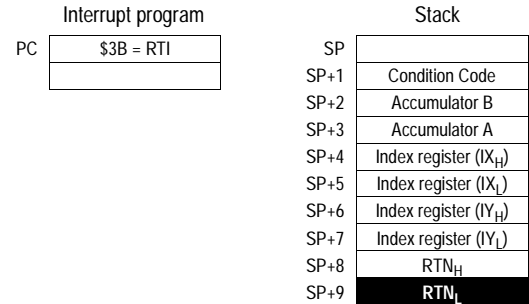 Interrupt program
PC $3B = RTI
Stack
SP
SP+1 Condition Code
SP+2 Accumulator B
SP+3 Accumulator A
SP+4 Index register (IXH)
SP+5 Index register (IXL)
SP+6 Index register (IYH)
SP+7 Index register (IYL)
SP+8 RTNH
SP+9 RTNL